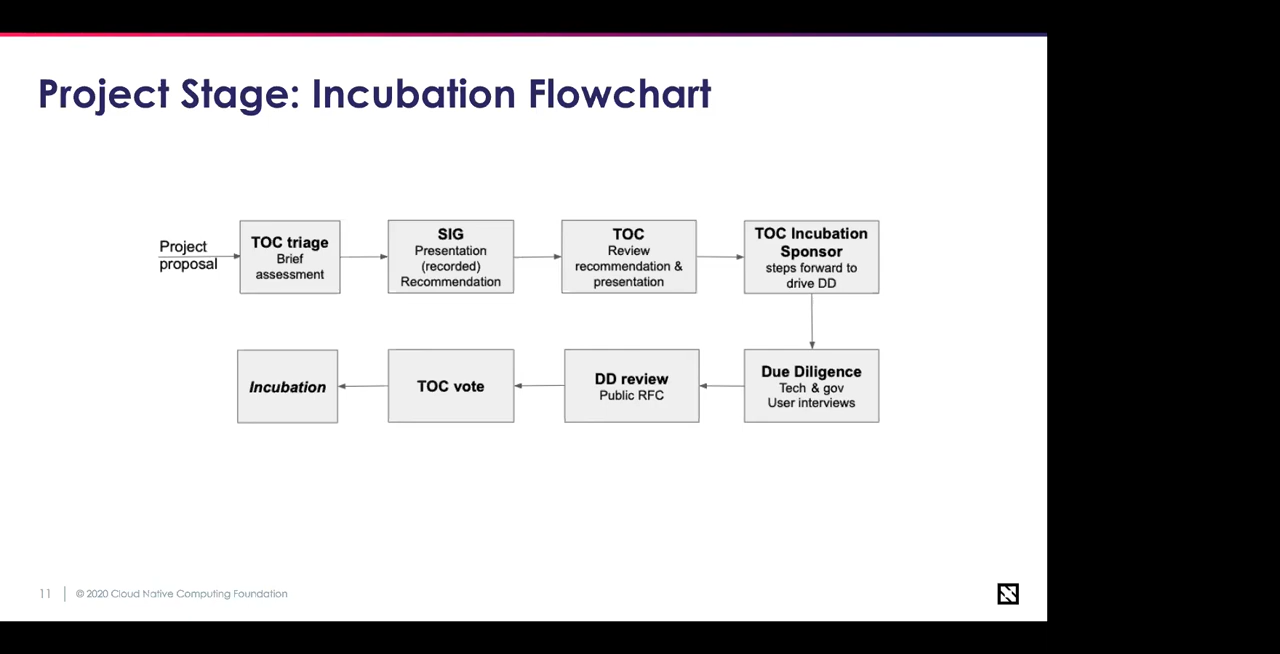 Project Stage: Incubation Flowchart
Project
proposal
TOC triage
Brief
assessment
SIG
Presentation
(recorded)
Recommendation
TOC
Review
recommendation &
presentation
TOC Incubation
Sponsor
steps forward to
drive DD
Due Diligence
Tech & gov
User interviews
DD review
Public RFC
TOC vote
Incubation
11
© 2020 Cloud Native Computing Foundation